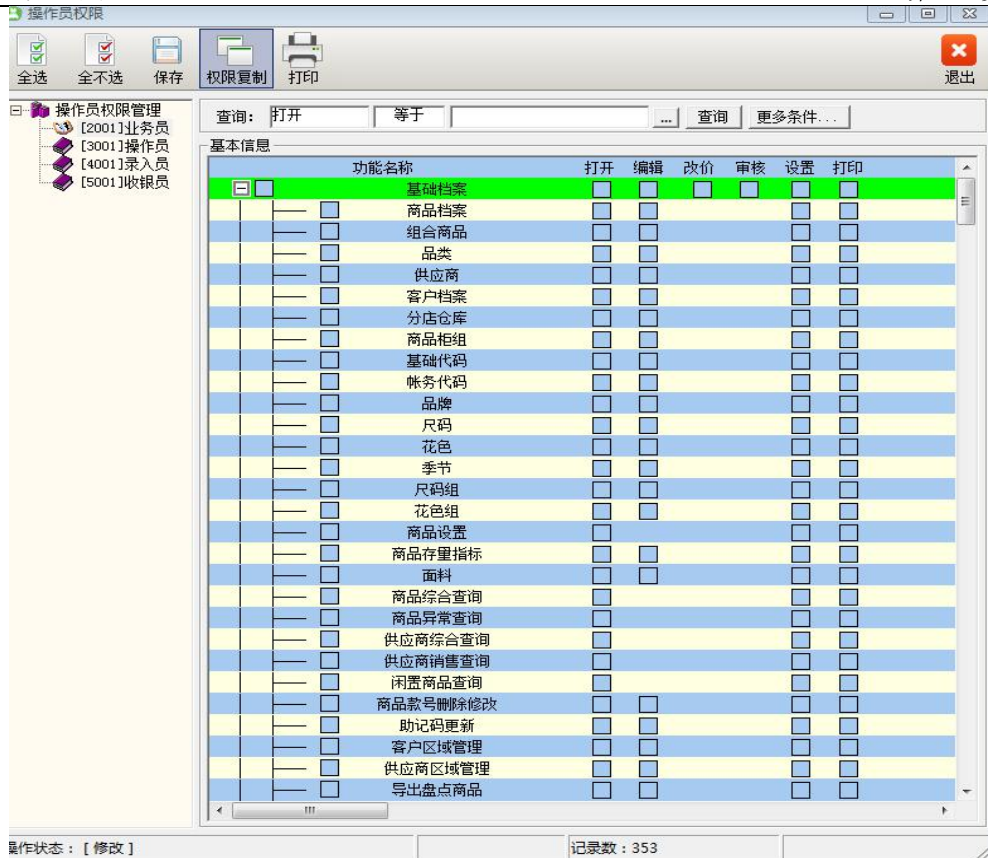 操作员权限
全选 全不选 保存 权限复制 打印 退出
操作员权限管理
[2001]业务员
[3001]操作员
[4001]录入员
[5001]收银员
查询： 打开 等于 ... 查询 更多条件...
基本信息
功能名称 打开 编辑 改价 审核 设置 打印
基础档案
商品档案
组合商品
品类
供应商
客户档案
分店仓库
商品柜组
基础代码
帐务代码
品牌
尺码
花色
季节
尺码组
花色组
商品设置
商品存量指标
面料
商品综合查询
商品异常查询
供应商综合查询
供应商销售查询
闲置商品查询
商品款号删除修改
助记码更新
客户区域管理
供应商区域管理
导出盘点商品
操作状态：[修改] 记录数：353